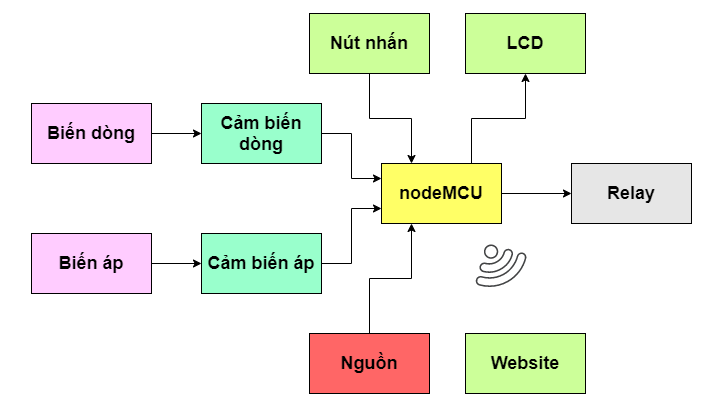 Nút nhấn
LCD
Biến dòng
Cảm biến
dòng
nodeMCU
Relay
Biến áp
Cảm biến áp
Nguồn
Website